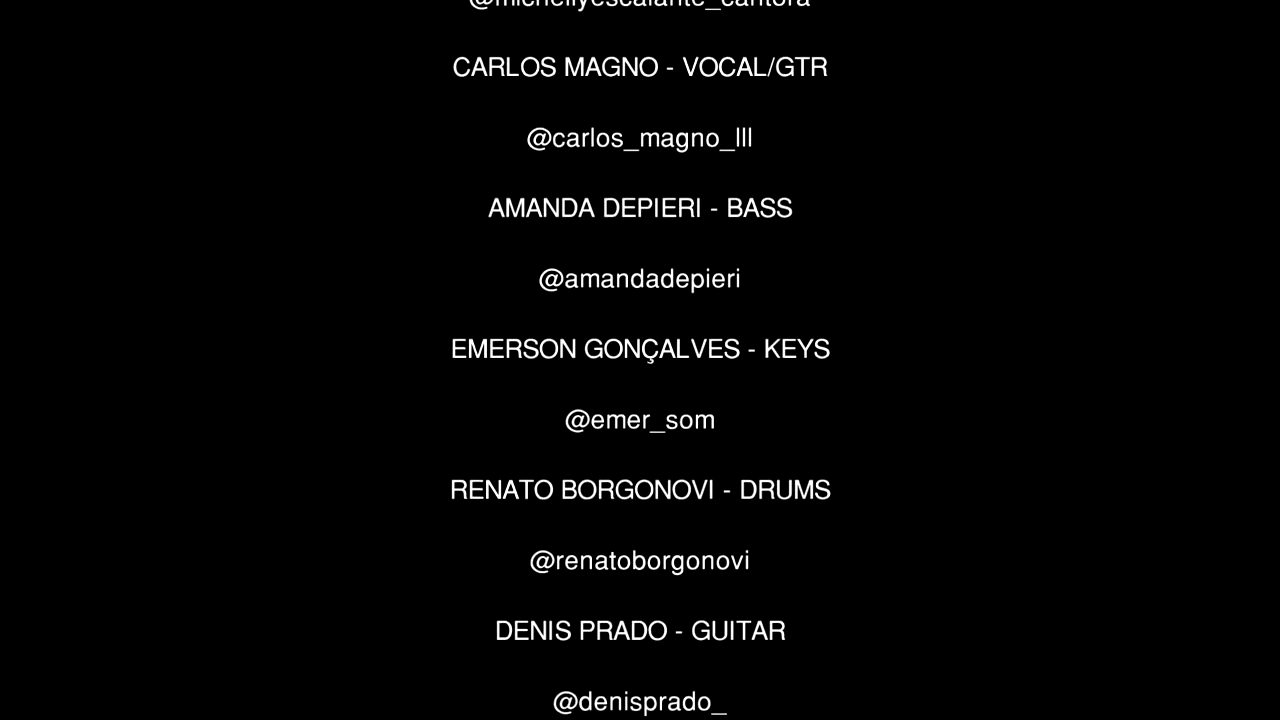 @michellyescalante_cantora
CARLOS MAGNO - VOCAL/GTR
@carlos_magno_lll
AMANDA DEPIERI - BASS
@amandadepieri
EMERSON GONÇALVES - KEYS
@emer_som
RENATO BORGONOVI - DRUMS
@renatoborgonovi
DENIS PRADO - GUITAR
@denisprado_